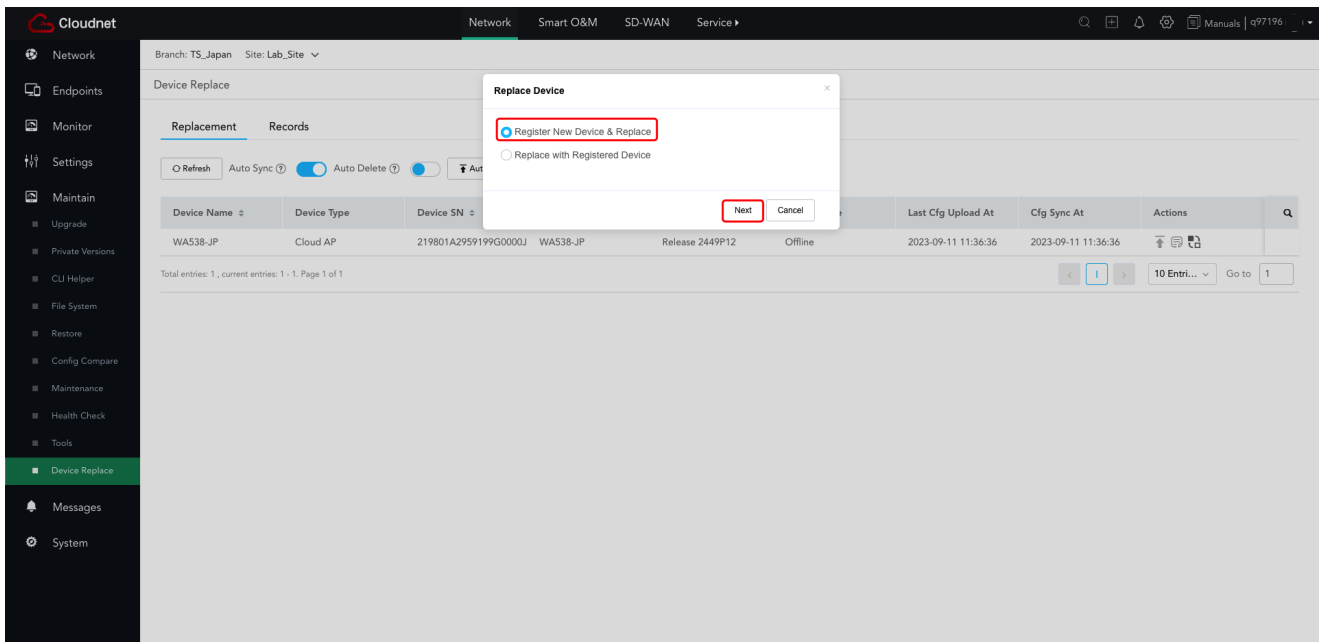 Cloudnet
Network Smart O&M SD-WAN Service
Manuals | q97196
Network
Endpoints
Monitor
Settings
Maintain
Upgrade
Private Versions
CLI Helper
File System
Restore
Config Compare
Maintenance
Health Check
Tools
Device Replace
Messages
System
Branch: TS_Japan Site: Lab_Site
Device Replace
Replacement Records
Refresh Auto Sync Auto Delete Aut
Device Name Device Type Device SN Last Cfg Upload At Cfg Sync At Actions
WA538-JP Cloud AP 219801A2959199G0000J WA538-JP Release 2449P12 Offline 2023-09-11 11:36:36 2023-09-11 11:36:36
Total entries: 1 , current entries: 1 - 1. Page 1 of 1
1 10 Entri... Go to 1
Replace Device
Register New Device & Replace
Replace with Registered Device
Next Cancel